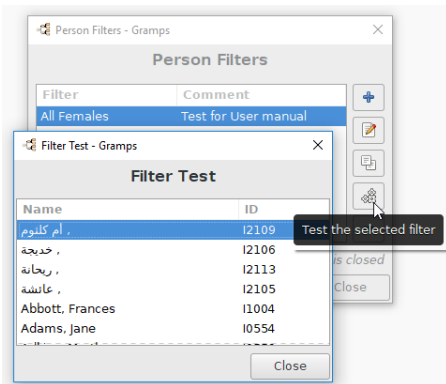 Person Filters - Gramps
Person Filters
Filter Comment
All Females Test for User manual
Filter Test - Gramps
Filter Test
Name ID
, أم كلثوم I2109
Test the selected filter
, خديجة I2106
, ريحانة I2113
s closed
, عائشة I2105
Close
Abbott, Frances I1004
Adams, Jane I0554
Close